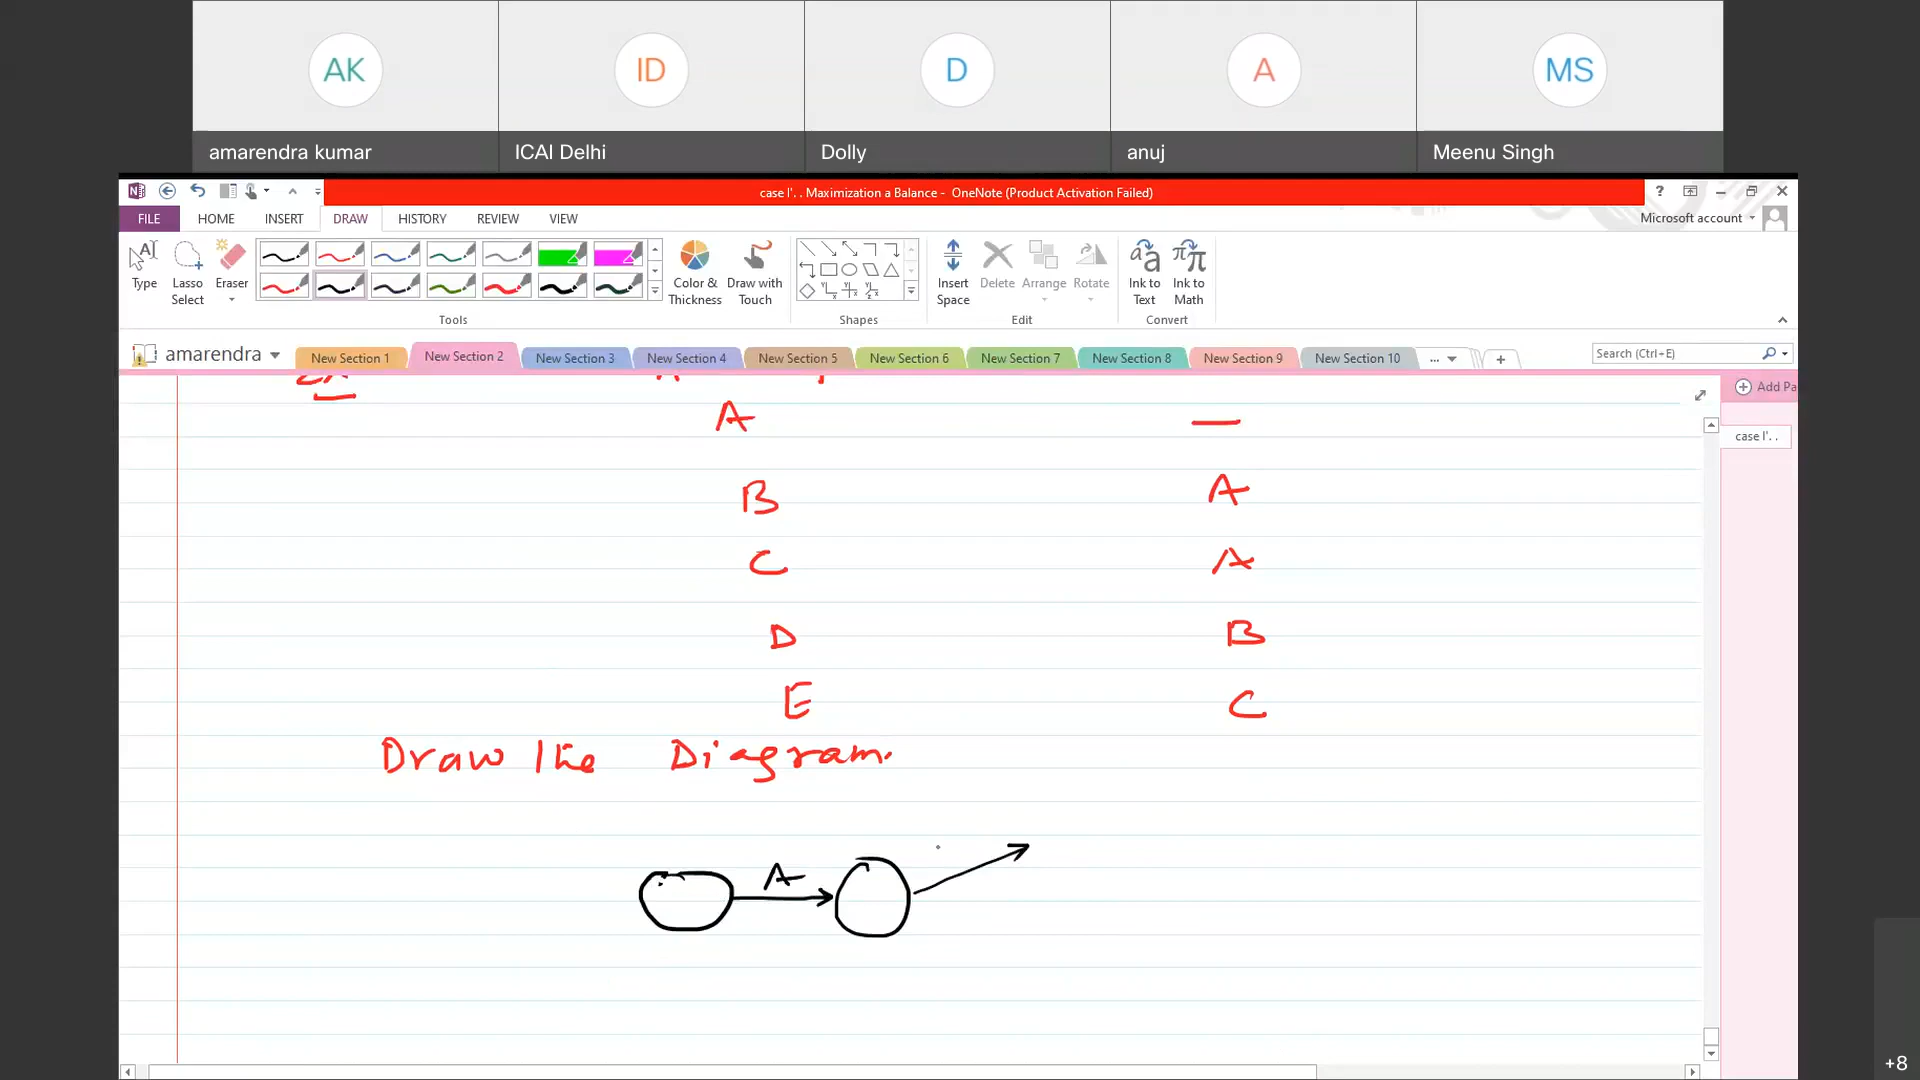 AK ID D A MS
amarendra kumar ICAI Delhi Dolly anuj Meenu Singh
case I'. . Maximization a Balance - OneNote (Product Activation Failed) ?
FILE HOME INSERT DRAW HISTORY REVIEW VIEW Microsoft account
Type Lasso Select Eraser Color & Thickness Draw with Touch Insert Space Delete Arrange Rotate Ink to Text Ink to Math
Tools Shapes Edit Convert
amarendra New Section 1 New Section 2 New Section 3 New Section 4 New Section 5 New Section 6 New Section 7 New Section 8 New Section 9 New Section 10 ... + Search (Ctrl+E)
Add Pa
case I'. .
A —
B A
C A
D B
E C
Draw the Diagram.
A
+8